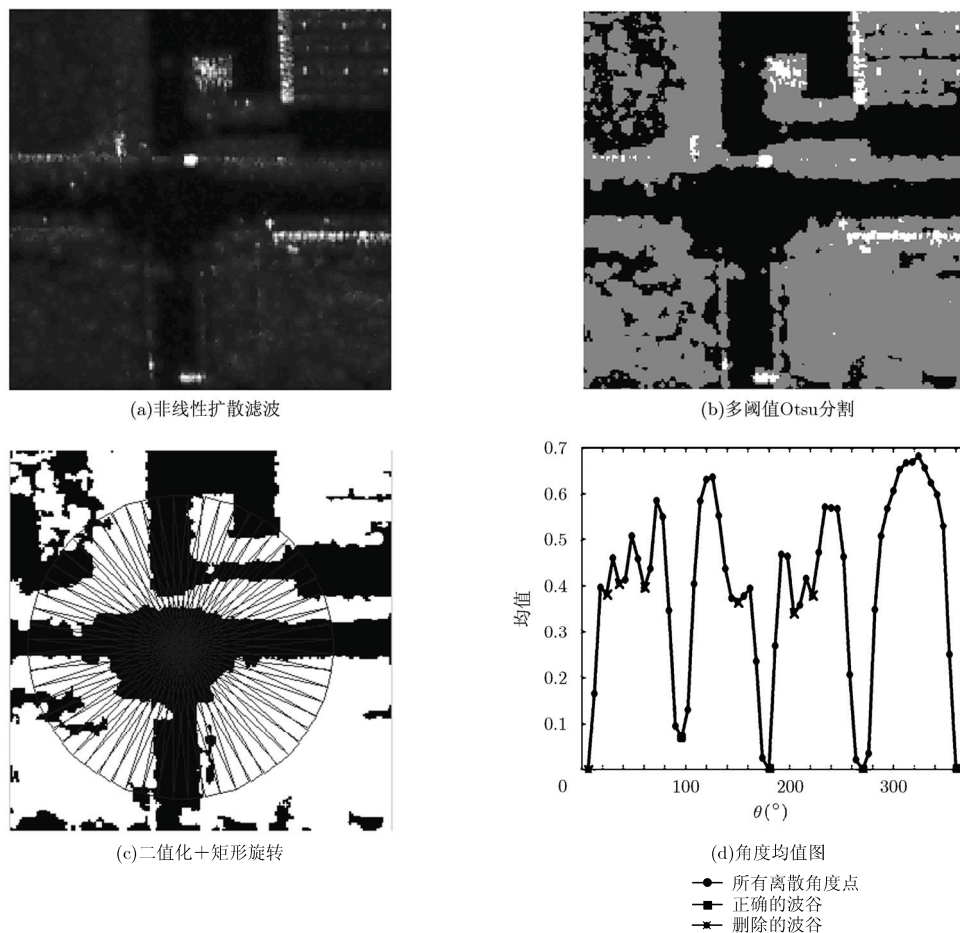 (a)非线性扩散滤波
(b)多阈值Otsu分割
0.7
0.6
0.5
0.4
0.3
0.2
0.1
均值
0
100
200
300
θ(°)
(c)二值化+矩形旋转
(d)角度均值图
所有离散角度点
正确的波谷
删除的波谷